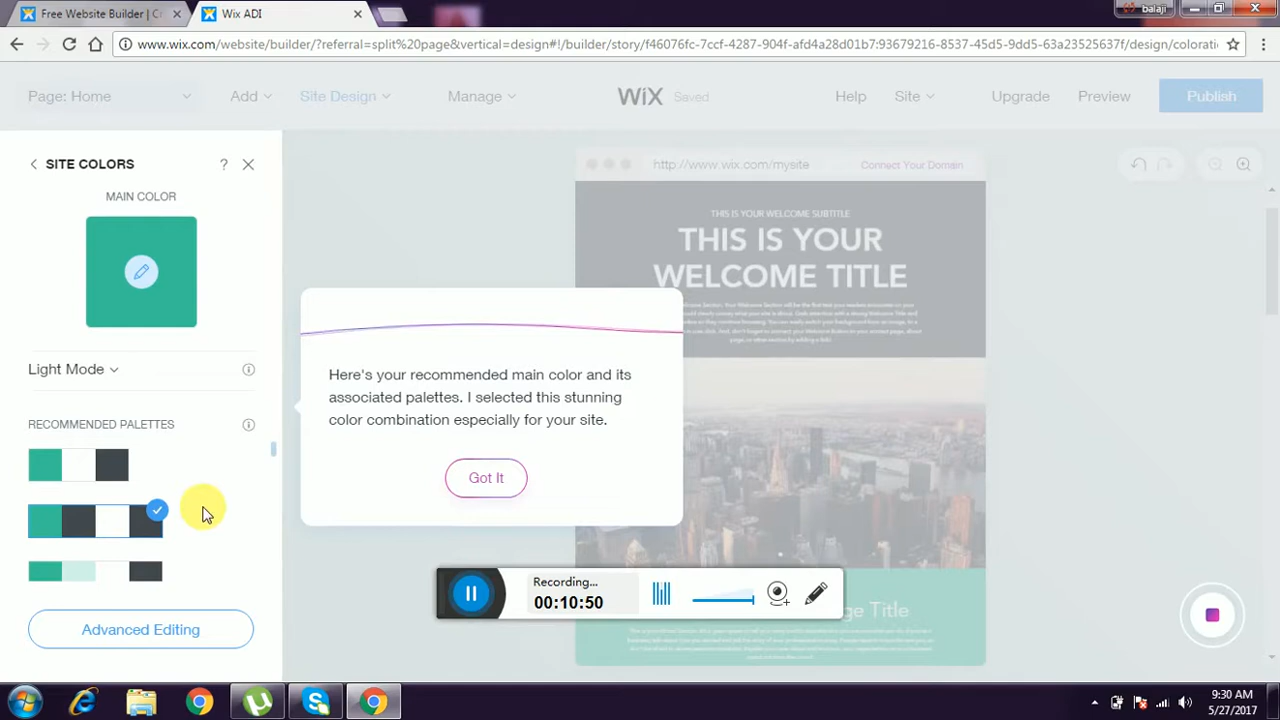 Free Website Builder | Cr
Wix ADI
balaji
www.wix.com/website/builder/?referral=split%20page&vertical=design#!/builder/story/f46076fc-7ccf-4287-904f-afd4a28d01b7:93679216-8537-45d5-9dd5-63a23525637f/design/coloratio
Page: Home
Add
Site Design
Manage
WiX
Saved
Help
Site
Upgrade
Preview
Publish
SITE COLORS
?
MAIN COLOR
Light Mode
RECOMMENDED PALETTES
Advanced Editing
http://www.wix.com/mysite
Connect Your Domain
THIS IS YOUR WELCOME SUBTITLE
THIS IS YOUR
WELCOME TITLE
Here's your recommended main color and its
associated palettes. I selected this stunning
color combination especially for your site.
Got It
Recording...
00:10:50
Title
9:30 AM
5/27/2017